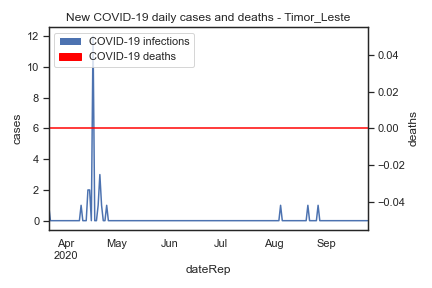 New COVID-19 daily cases and deaths - Timor_Leste
COVID-19 infections
COVID-19 deaths
12
10
8
6
4
2
0
cases
0.04
0.02
0.00
−0.02
−0.04
deaths
Apr
2020
May
Jun
Jul
Aug
Sep
dateRep